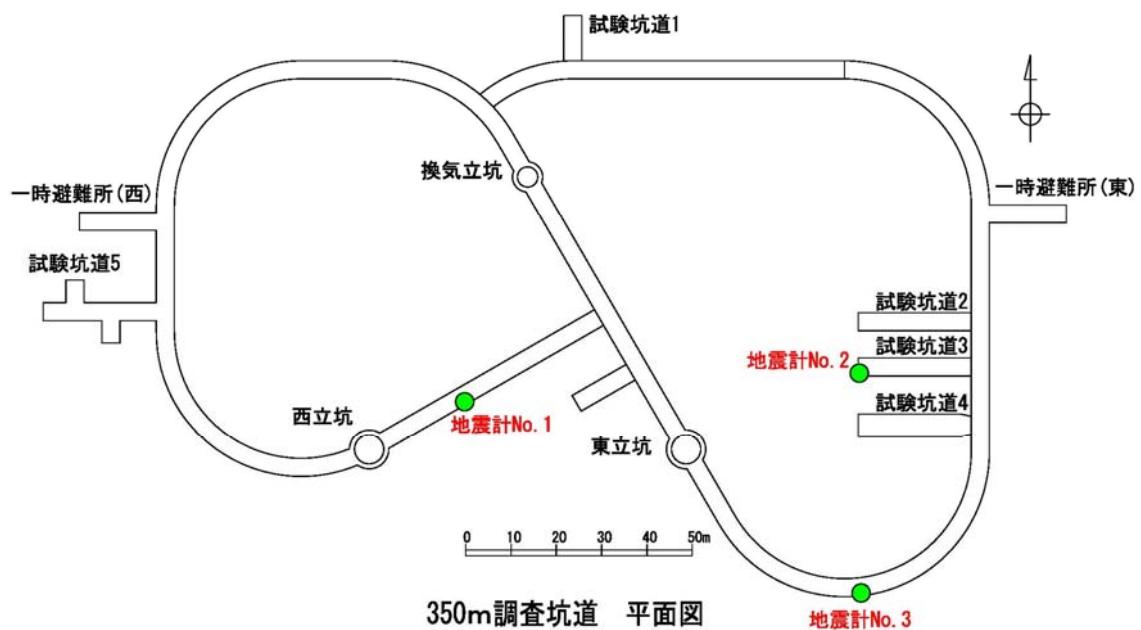 試験坑道1
換気立坑
一時避難所(西)
一時避難所(東)
試験坑道5
試験坑道2
試験坑道3
地震計No.2
試験坑道4
地震計No.1
西立坑
東立坑
0 10 20 30 40 50m
350m調査坑道 平面図
地震計No.3